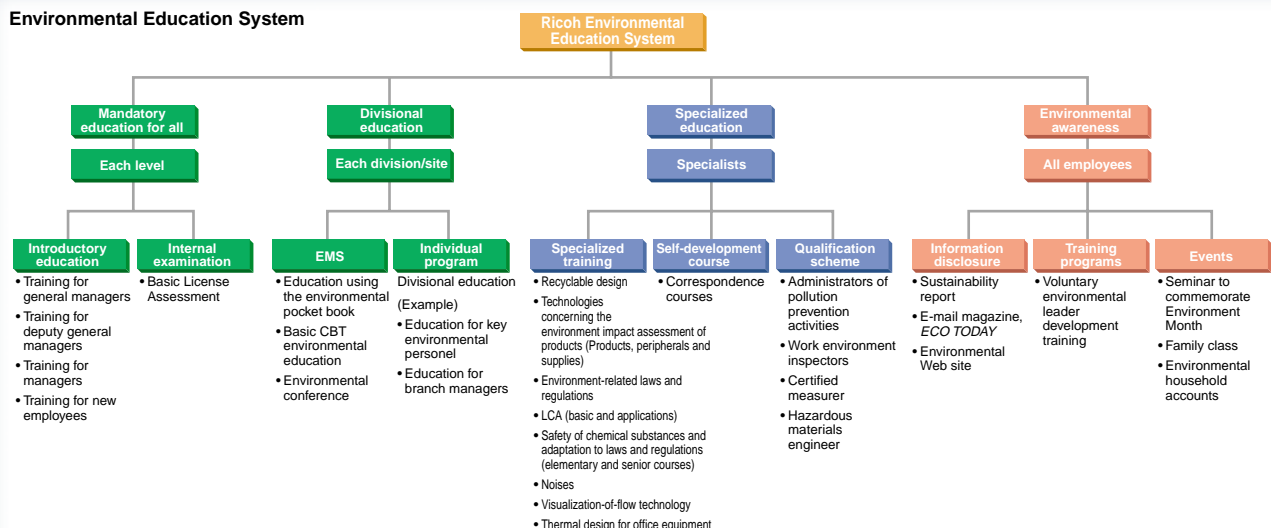 Environmental Education System
Ricoh Environmental
Education System
Mandatory
education for all
Each level
Introductory
education
• Training for
general managers
• Training for
deputy general
managers
• Training for
managers
• Training for new
employees
Internal
examination
• Basic License
Assessment
Divisional
education
Each division/site
EMS
• Education using
the environmental
pocket book
• Basic CBT
environmental
education
• Environmental
conference
Individual
program
Divisional education
(Example)
• Education for key
environmental
personel
• Education for
branch managers
Specialized
education
Specialists
Specialized
training
• Recyclable design
• Technologies
concerning the
environment impact assessment of
products (Products, peripherals and
supplies)
• Environment-related laws and
regulations
• LCA (basic and applications)
• Safety of chemical substances and
adaptation to laws and regulations
(elementary and senior courses)
• Noises
• Visualization-of-flow technology
• Thermal design for office equipment
Self-development
course
• Correspondence
courses
Qualification
scheme
• Administrators of
pollution
prevention
activities
• Work environment
inspectors
• Certified
measurer
• Hazardous
materials
engineer
Environmental
awareness
All employees
Information
disclosure
• Sustainability
report
• E-mail magazine,
ECO TODAY
• Environmental
Web site
Training
programs
• Voluntary
environmental
leader
development
training
Events
• Seminar to
commemorate
Environment
Month
• Family class
• Environmental
household
accounts